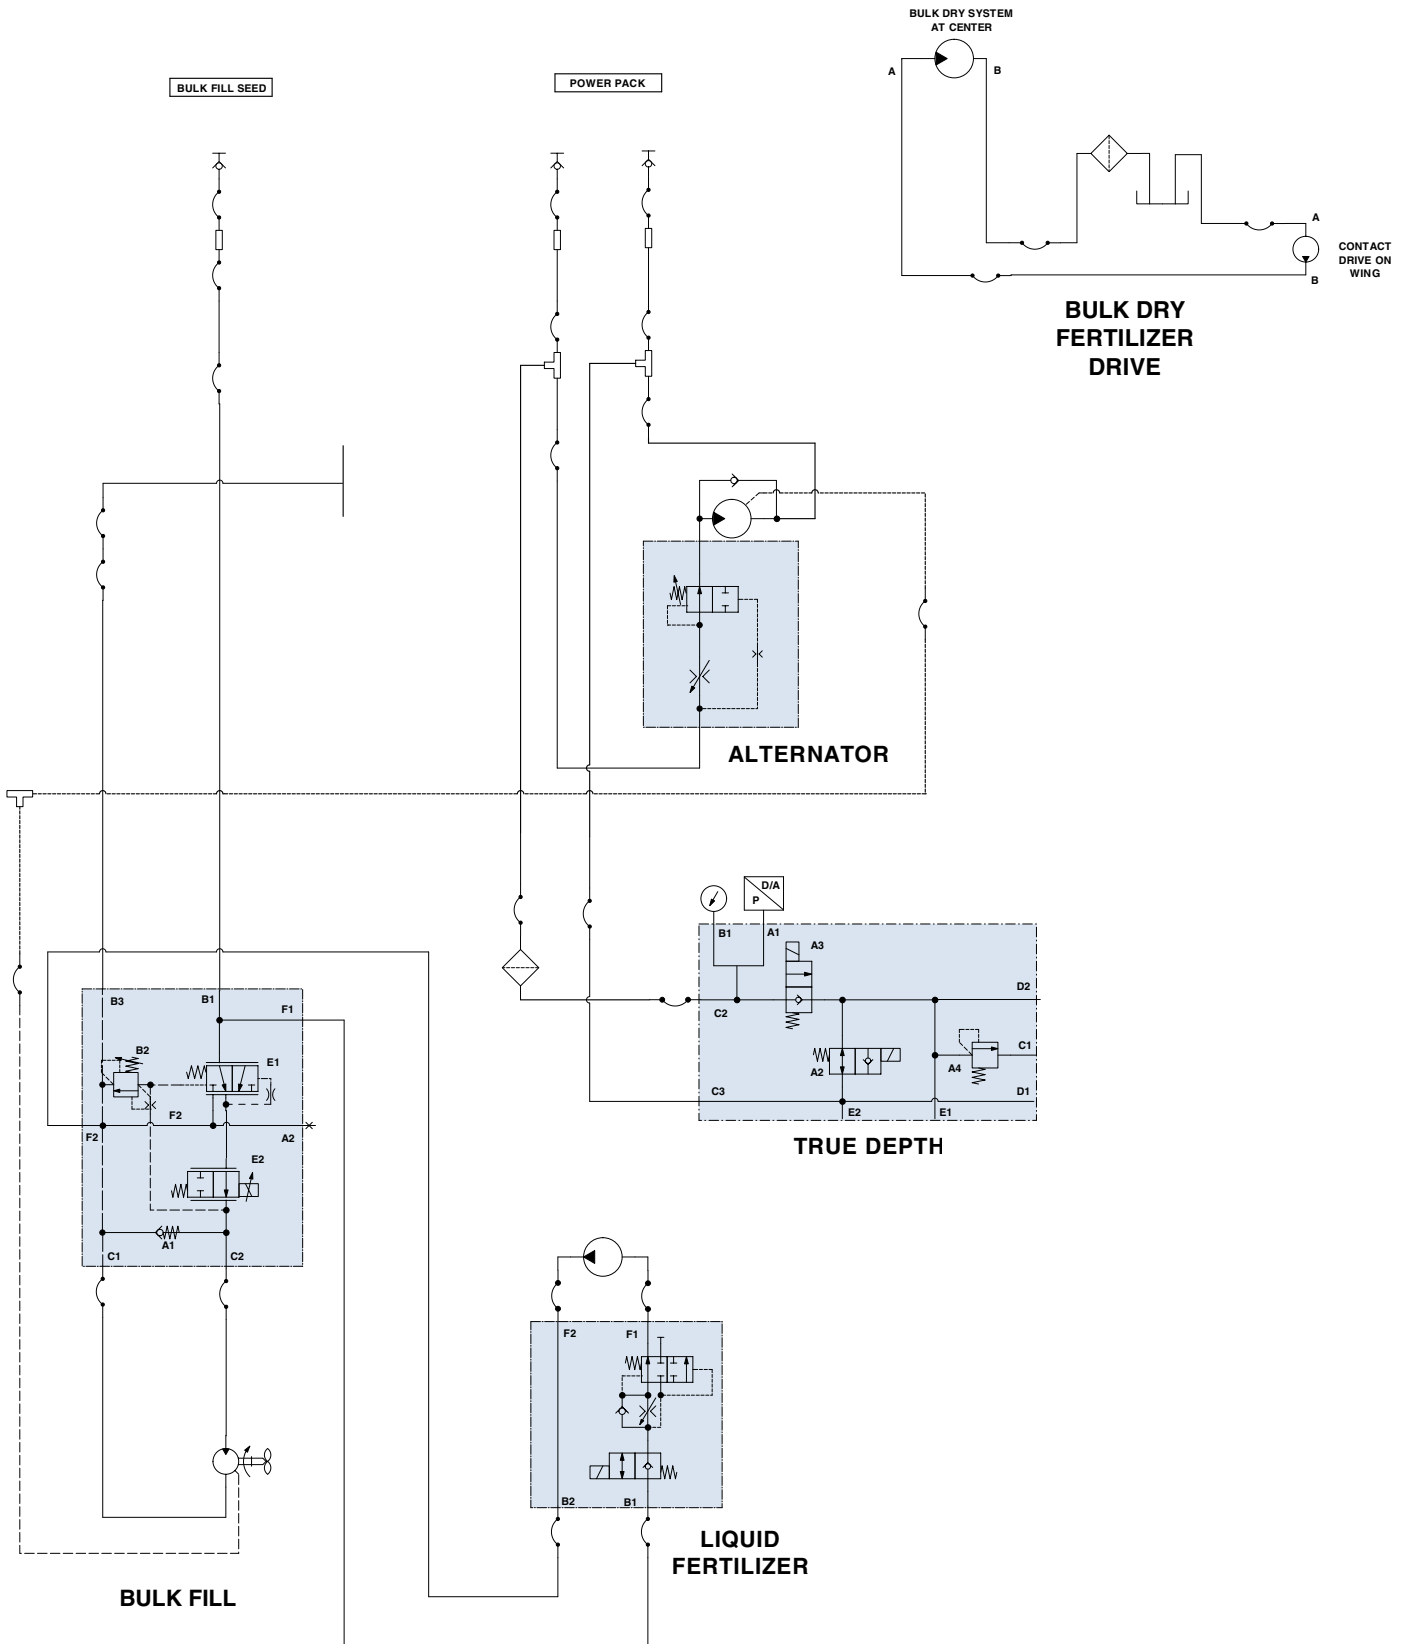 BULK DRY SYSTEM
AT CENTER
A
B
BULK FILL SEED
POWER PACK
A
CONTACT
DRIVE ON
WING
B
BULK DRY
FERTILIZER
DRIVE
ALTERNATOR
D/A
P
B1
A1
A3
D2
C2
C1
A2
A4
C3
D1
E2
E1
TRUE DEPTH
B3
B1
F1
B2
E1
F2
F2
A2
E2
A1
C1
C2
F2
F1
B2
B1
LIQUID
FERTILIZER
BULK FILL